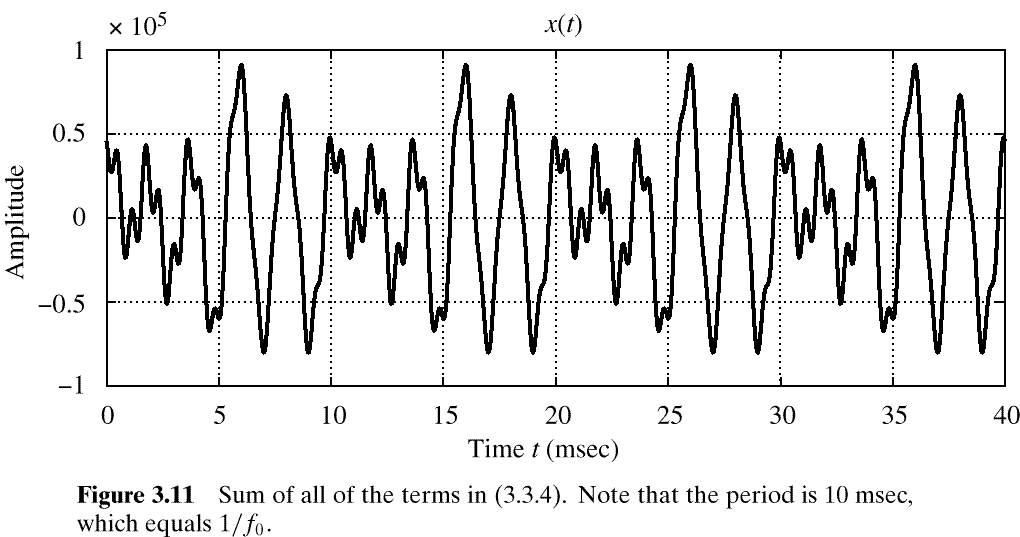 × 10⁵
x(t)
1
0.5
0
−0.5
−1
Amplitude
0 5 10 15 20 25 30 35 40
Time t (msec)
Figure 3.11 Sum of all of the terms in (3.3.4). Note that the period is 10 msec,
which equals 1/f₀.